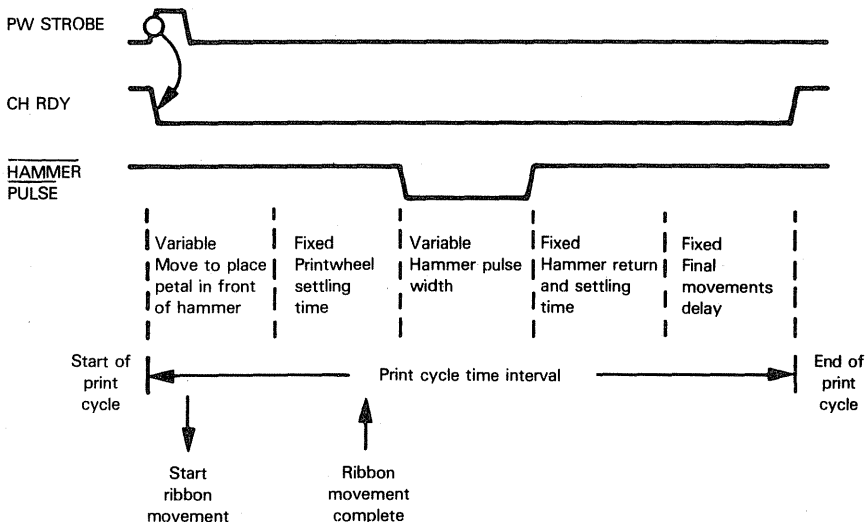 PW STROBE
CH RDY
HAMMER
PULSE
Variable
Move to place
petal in front
of hammer
Fixed
Printwheel
settling
time
Variable
Hammer pulse
width
Fixed
Hammer return
and settling
time
Fixed
Final
movements
delay
Start of
print
cycle
Print cycle time interval
End of
print
cycle
Start
ribbon
movement
Ribbon
movement
complete